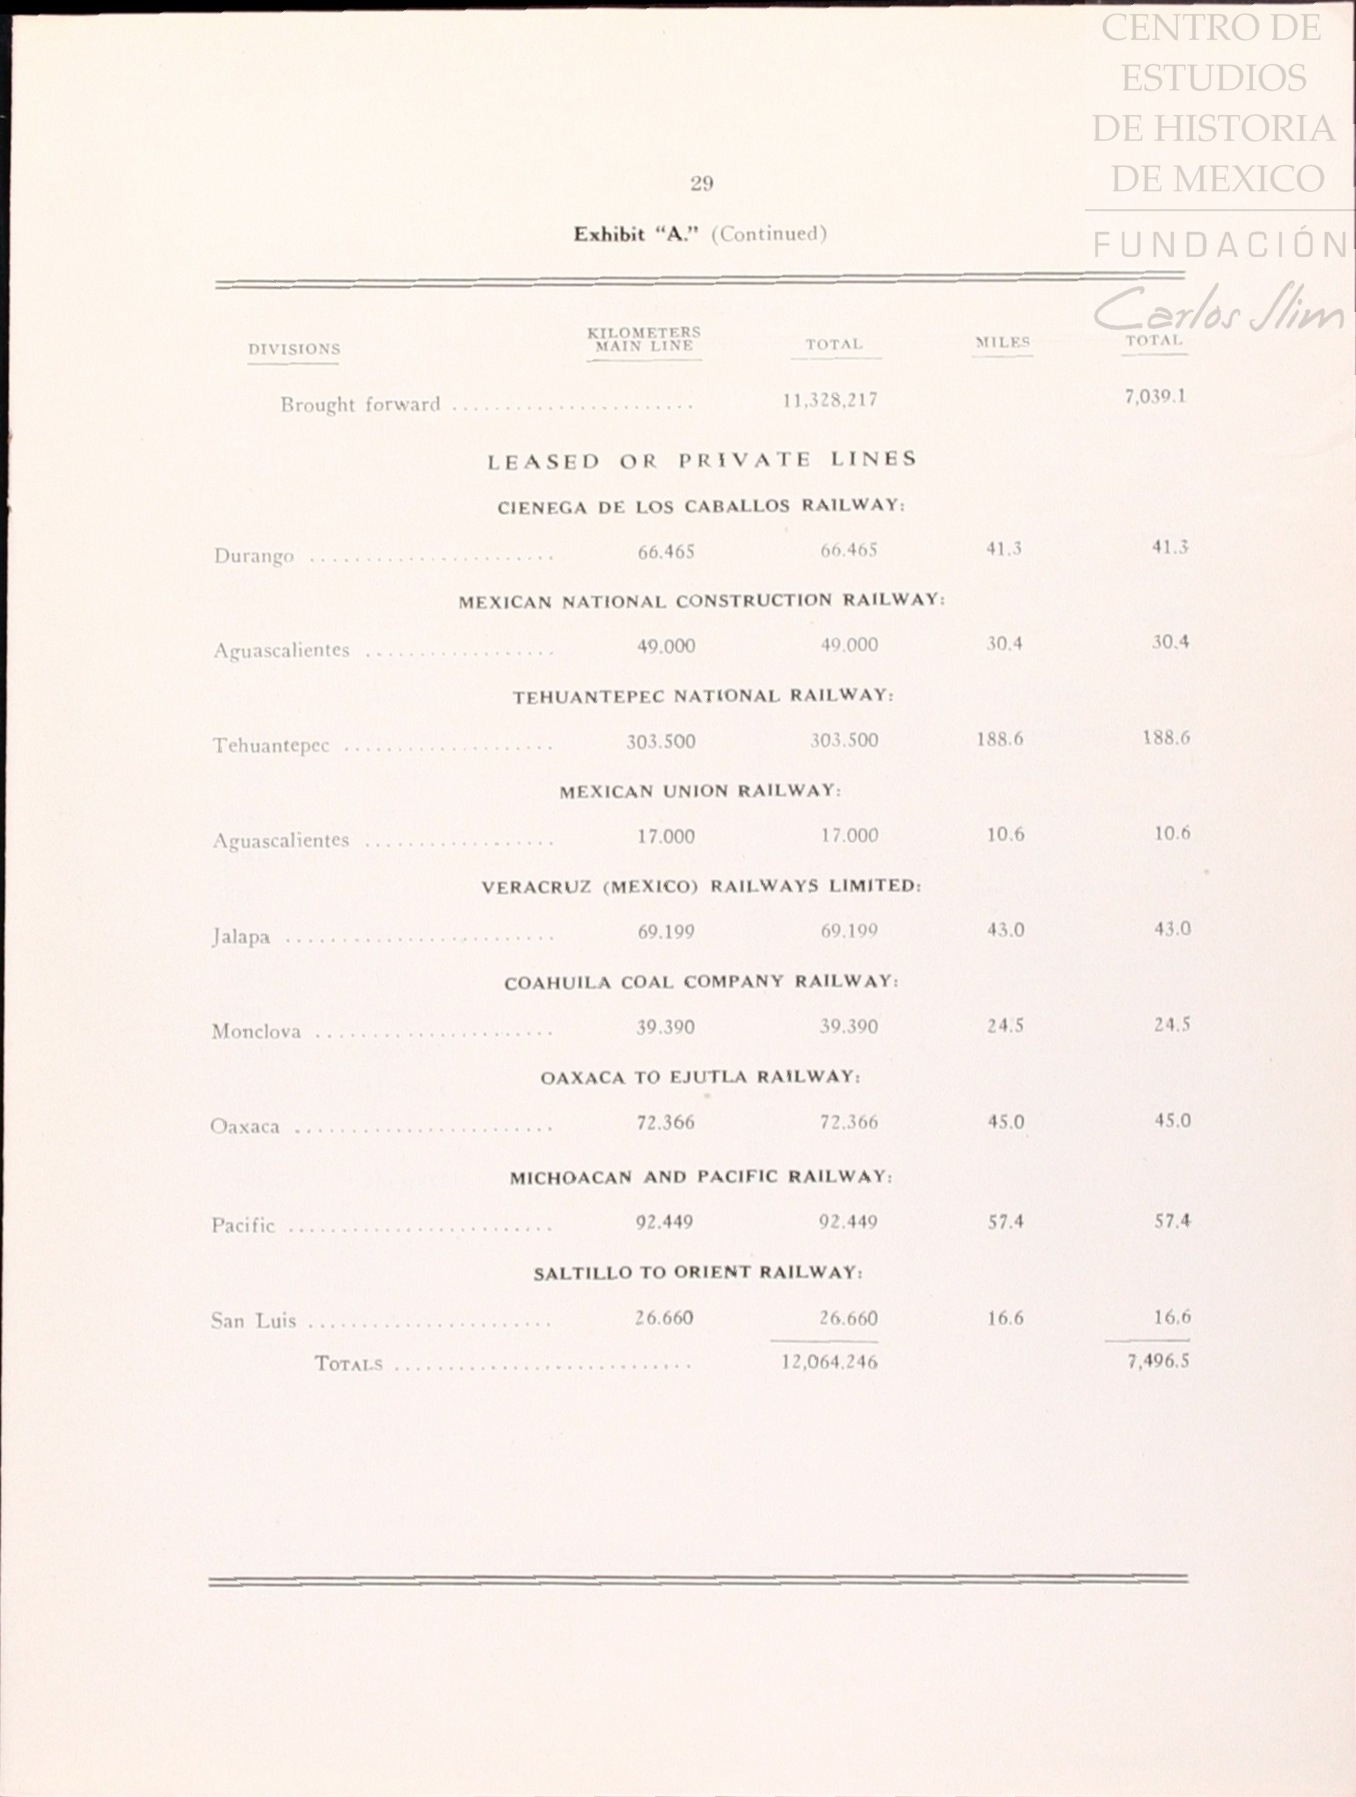 CENTRO DE
ESTUDIOS
DE HISTORIA
DE MEXICO
FUNDACIÓN
Carlos Slim
29
Exhibit "A." (Continued)
DIVISIONS KILOMETERS MAIN LINE TOTAL MILES TOTAL
Brought forward ....................... 11,328,217 7,039.1
LEASED OR PRIVATE LINES
CIENEGA DE LOS CABALLOS RAILWAY:
Durango ....................... 66.465 66.465 41.3 41.3
MEXICAN NATIONAL CONSTRUCTION RAILWAY:
Aguascalientes .................. 49.000 49.000 30.4 30.4
TEHUANTEPEC NATIONAL RAILWAY:
Tehuantepec .................... 303.500 303.500 188.6 188.6
MEXICAN UNION RAILWAY:
Aguascalientes .................. 17.000 17.000 10.6 10.6
VERACRUZ (MEXICO) RAILWAYS LIMITED:
Jalapa ......................... 69.199 69.199 43.0 43.0
COAHUILA COAL COMPANY RAILWAY:
Monclova ....................... 39.390 39.390 24.5 24.5
OAXACA TO EJUTLA RAILWAY:
Oaxaca ........................ 72.366 72.366 45.0 45.0
MICHOACAN AND PACIFIC RAILWAY:
Pacific ......................... 92.449 92.449 57.4 57.4
SALTILLO TO ORIENT RAILWAY:
San Luis ....................... 26.660 26.660 16.6 16.6
TOTALS ............................ 12,064.246 7,496.5